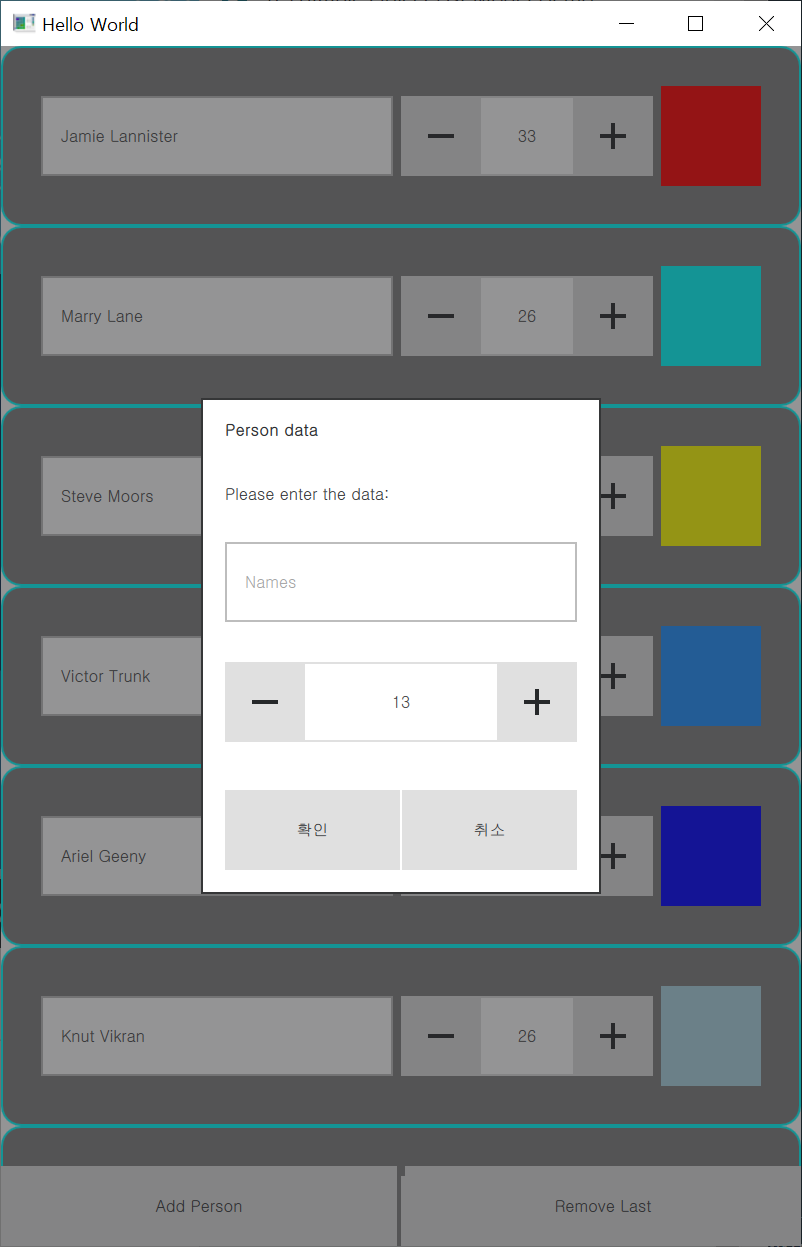 Hello World
Jamie Lannister 33
Marry Lane 26
Person data
Please enter the data:
Steve Moors
Names
Victor Trunk
13
확인 취소
Ariel Geeny
Knut Vikran 26
Add Person Remove Last